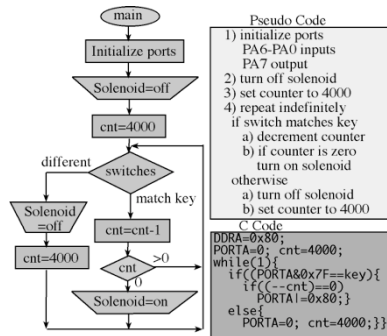 main
Initialize ports
Solenoid=off
cnt=4000
different
switches
match key
Solenoid
=off
cnt=cnt-1
cnt=4000
cnt
>0
0
Solenoid=on
Pseudo Code
1) initialize ports
PA6-PA0 inputs
PA7 output
2) turn off solenoid
3) set counter to 4000
4) repeat indefinitely
if switch matches key
a) decrement counter
b) if counter is zero
turn on solenoid
otherwise
a) turn off solenoid
b) set counter to 4000
C Code
DDRA=0x80;
PORTA=0; cnt=4000;
while(1){
if((PORTA&0x7F==key){
if((--cnt)==0)
PORTA|=0x80;}
else{
PORTA=0; cnt=4000;}}